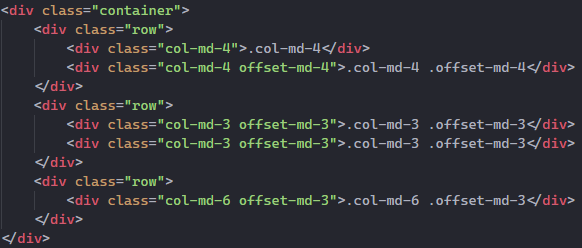 <div class="container">
    <div class="row">
        <div class="col-md-4">.col-md-4</div>
        <div class="col-md-4 offset-md-4">.col-md-4 .offset-md-4</div>
    </div>
    <div class="row">
        <div class="col-md-3 offset-md-3">.col-md-3 .offset-md-3</div>
        <div class="col-md-3 offset-md-3">.col-md-3 .offset-md-3</div>
    </div>
    <div class="row">
        <div class="col-md-6 offset-md-3">.col-md-6 .offset-md-3</div>
    </div>
</div>